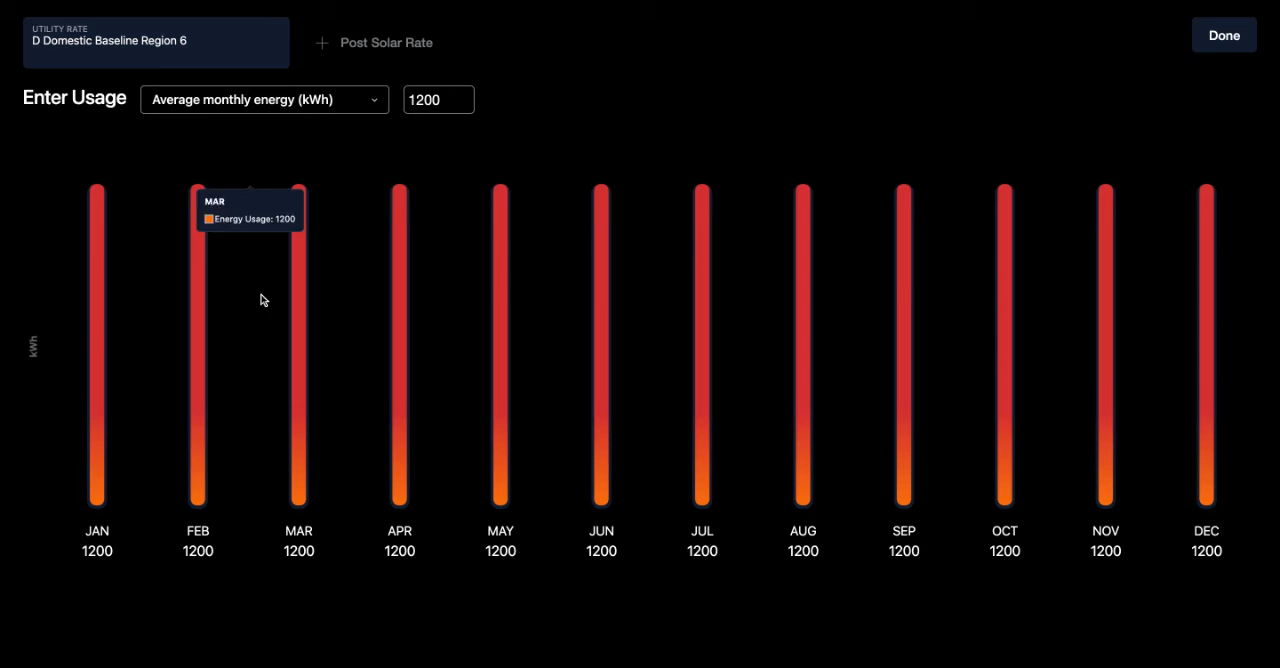 UTILITY RATE
D Domestic Baseline Region 6
Post Solar Rate
Done
Enter Usage
Average monthly energy (kWh)
1200
MAR
Energy Usage: 1200
kWh
JAN FEB MAR APR MAY JUN JUL AUG SEP OCT NOV DEC
1200 1200 1200 1200 1200 1200 1200 1200 1200 1200 1200 1200